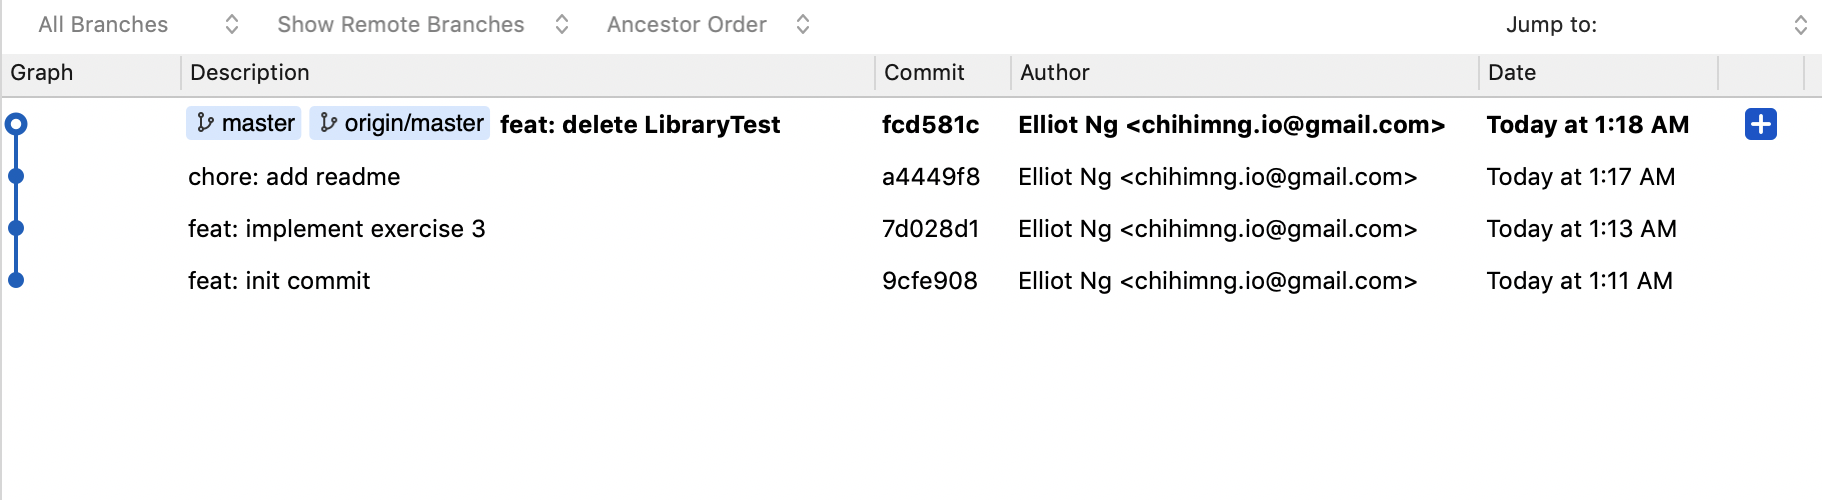 All Branches Show Remote Branches Ancestor Order Jump to:
Graph Description Commit Author Date
master origin/master feat: delete LibraryTest fcd581c Elliot Ng <chihimng.io@gmail.com> Today at 1:18 AM
chore: add readme a4449f8 Elliot Ng <chihimng.io@gmail.com> Today at 1:17 AM
feat: implement exercise 3 7d028d1 Elliot Ng <chihimng.io@gmail.com> Today at 1:13 AM
feat: init commit 9cfe908 Elliot Ng <chihimng.io@gmail.com> Today at 1:11 AM